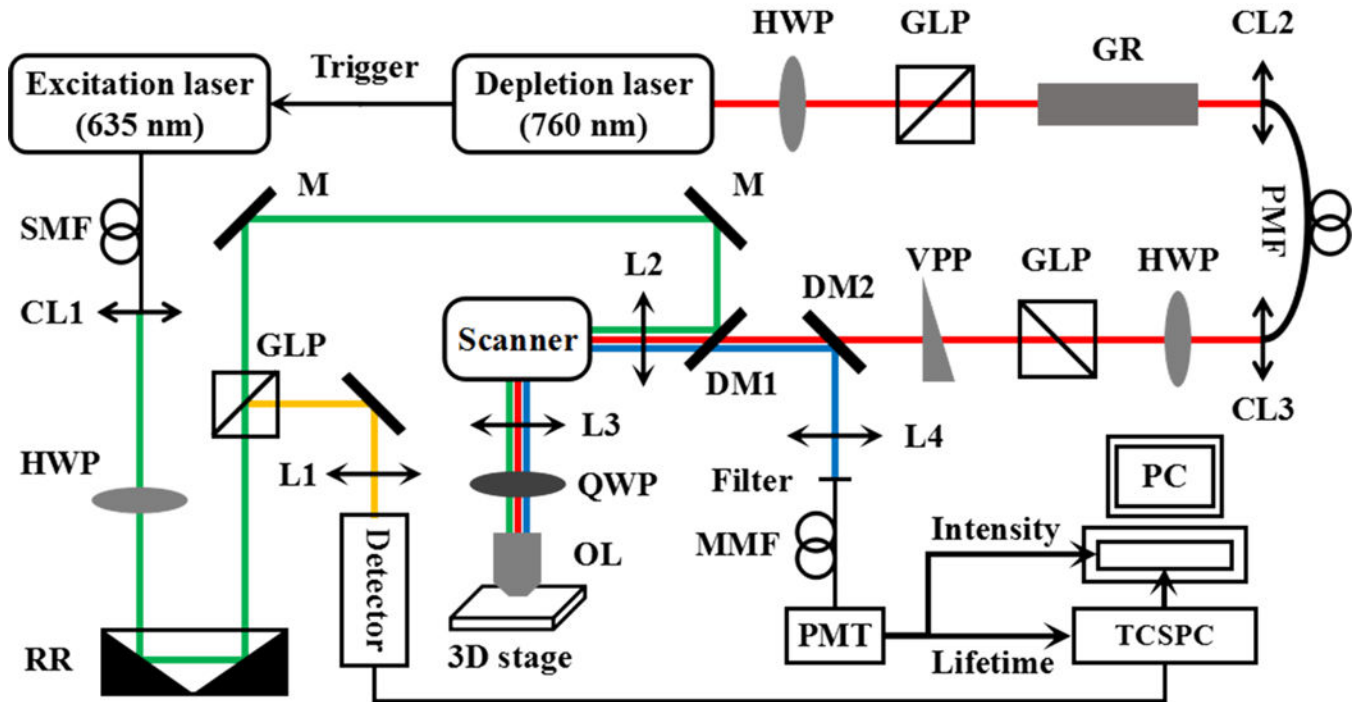 HWP
GLP
GR
CL2
Excitation laser
(635 nm)
Trigger
Depletion laser
(760 nm)
M
M
SMF
PMF
L2
DM2
VPP
GLP
HWP
CL1
GLP
Scanner
DM1
CL3
L3
L4
HWP
L1
QWP
Filter
PC
Detector
OL
MMF
Intensity
RR
3D stage
PMT
Lifetime
TCSPC